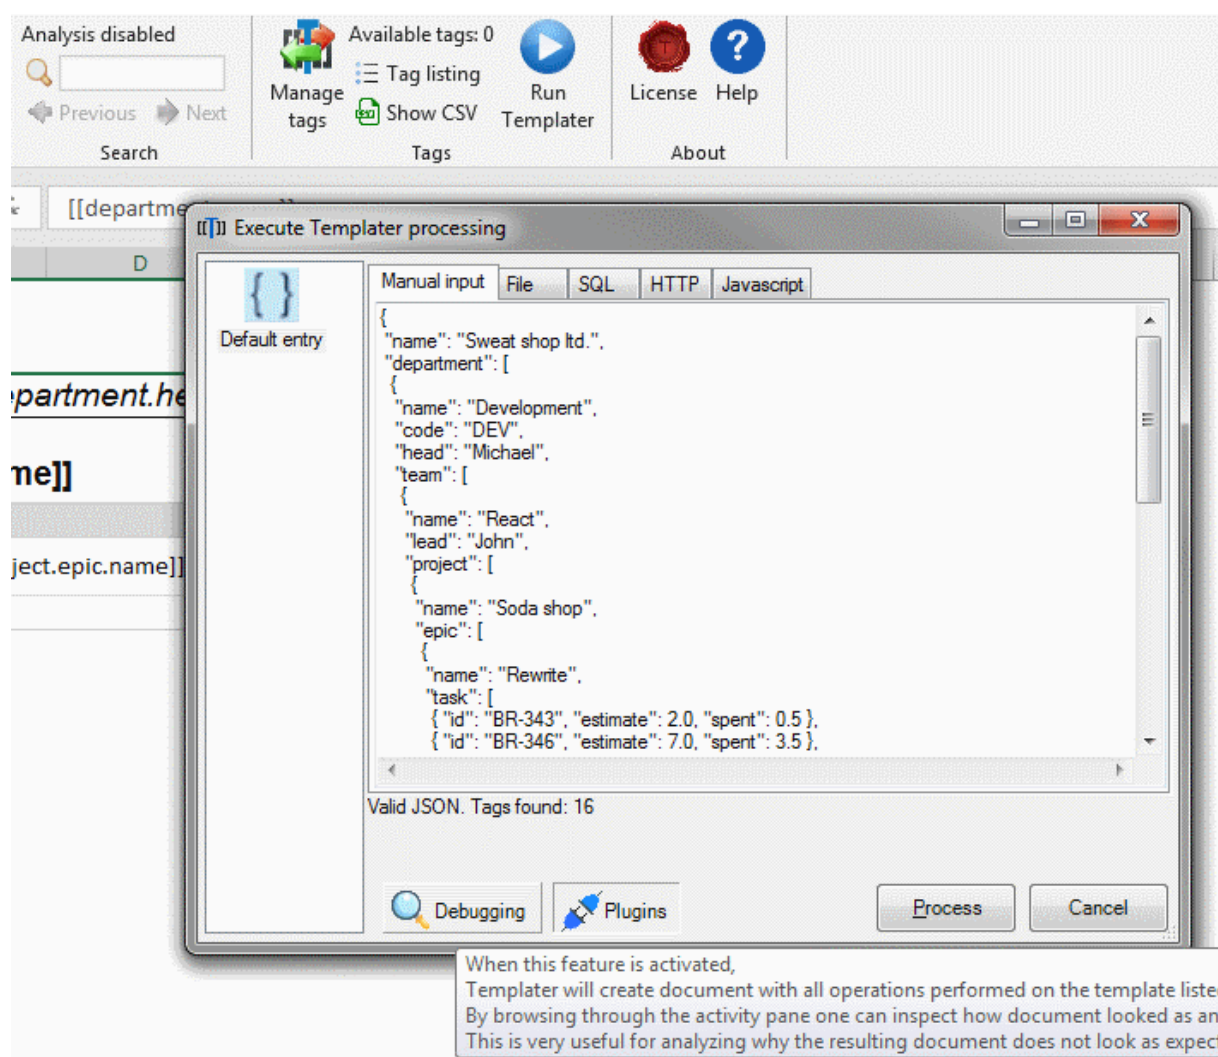 Analysis disabled
Previous Next
Search
Manage tags
Available tags: 0
Tag listing
Show CSV
Run Templater
Tags
License Help
About
[[departme
D
partment.he
me]]
ject.epic.name]]
[[T]] Execute Templater processing
{ }
Default entry
Manual input File SQL HTTP Javascript
{
"name": "Sweat shop ltd.",
"department": [
{
"name": "Development",
"code": "DEV",
"head": "Michael",
"team": [
{
"name": "React",
"lead": "John",
"project": [
{
"name": "Soda shop",
"epic": [
{
"name": "Rewrite",
"task": [
{ "id": "BR-343", "estimate": 2.0, "spent": 0.5 },
{ "id": "BR-346", "estimate": 7.0, "spent": 3.5 },
Valid JSON. Tags found: 16
Debugging Plugins Process Cancel
When this feature is activated,
Templater will create document with all operations performed on the template liste
By browsing through the activity pane one can inspect how document looked as an
This is very useful for analyzing why the resulting document does not look as expect